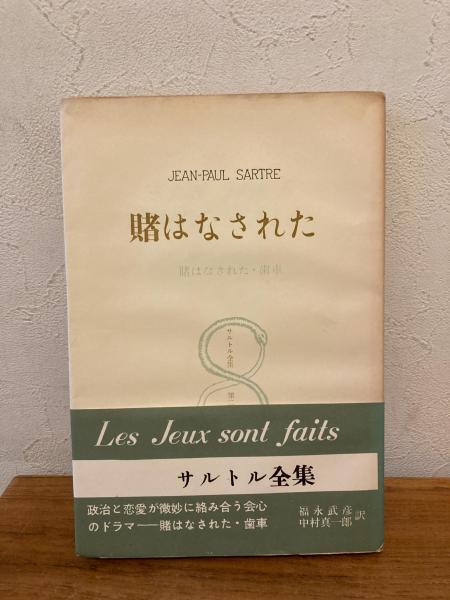 JEAN-PAUL SARTRE
賭はなされた
賭はなされた・歯車
サルトル全集 第
Les Jeux sont faits
サルトル全集
政治と恋愛が微妙に絡み合う会心
のドラマ──賭はなされた・歯車
福永武彦
中村真一郎
訳